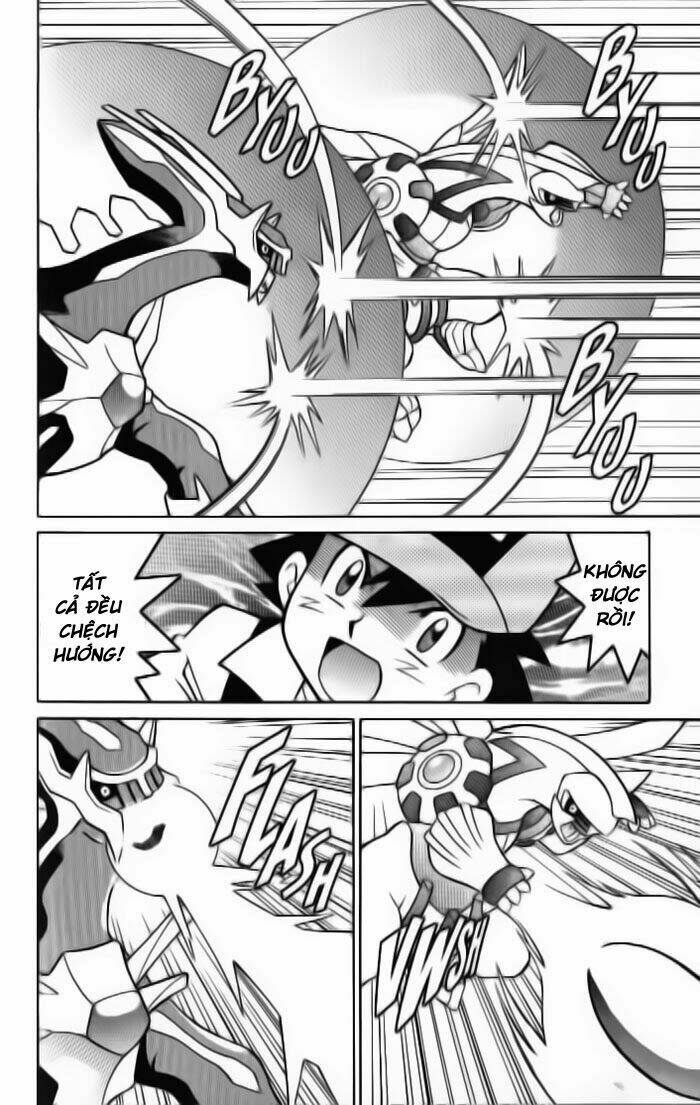 BYUU
BYUU
BYUU
KHÔNG
ĐƯỢC
RỒI!
TẤT
CẢ ĐỀU
CHỆCH
HƯỚNG!
FLASH
VWSH